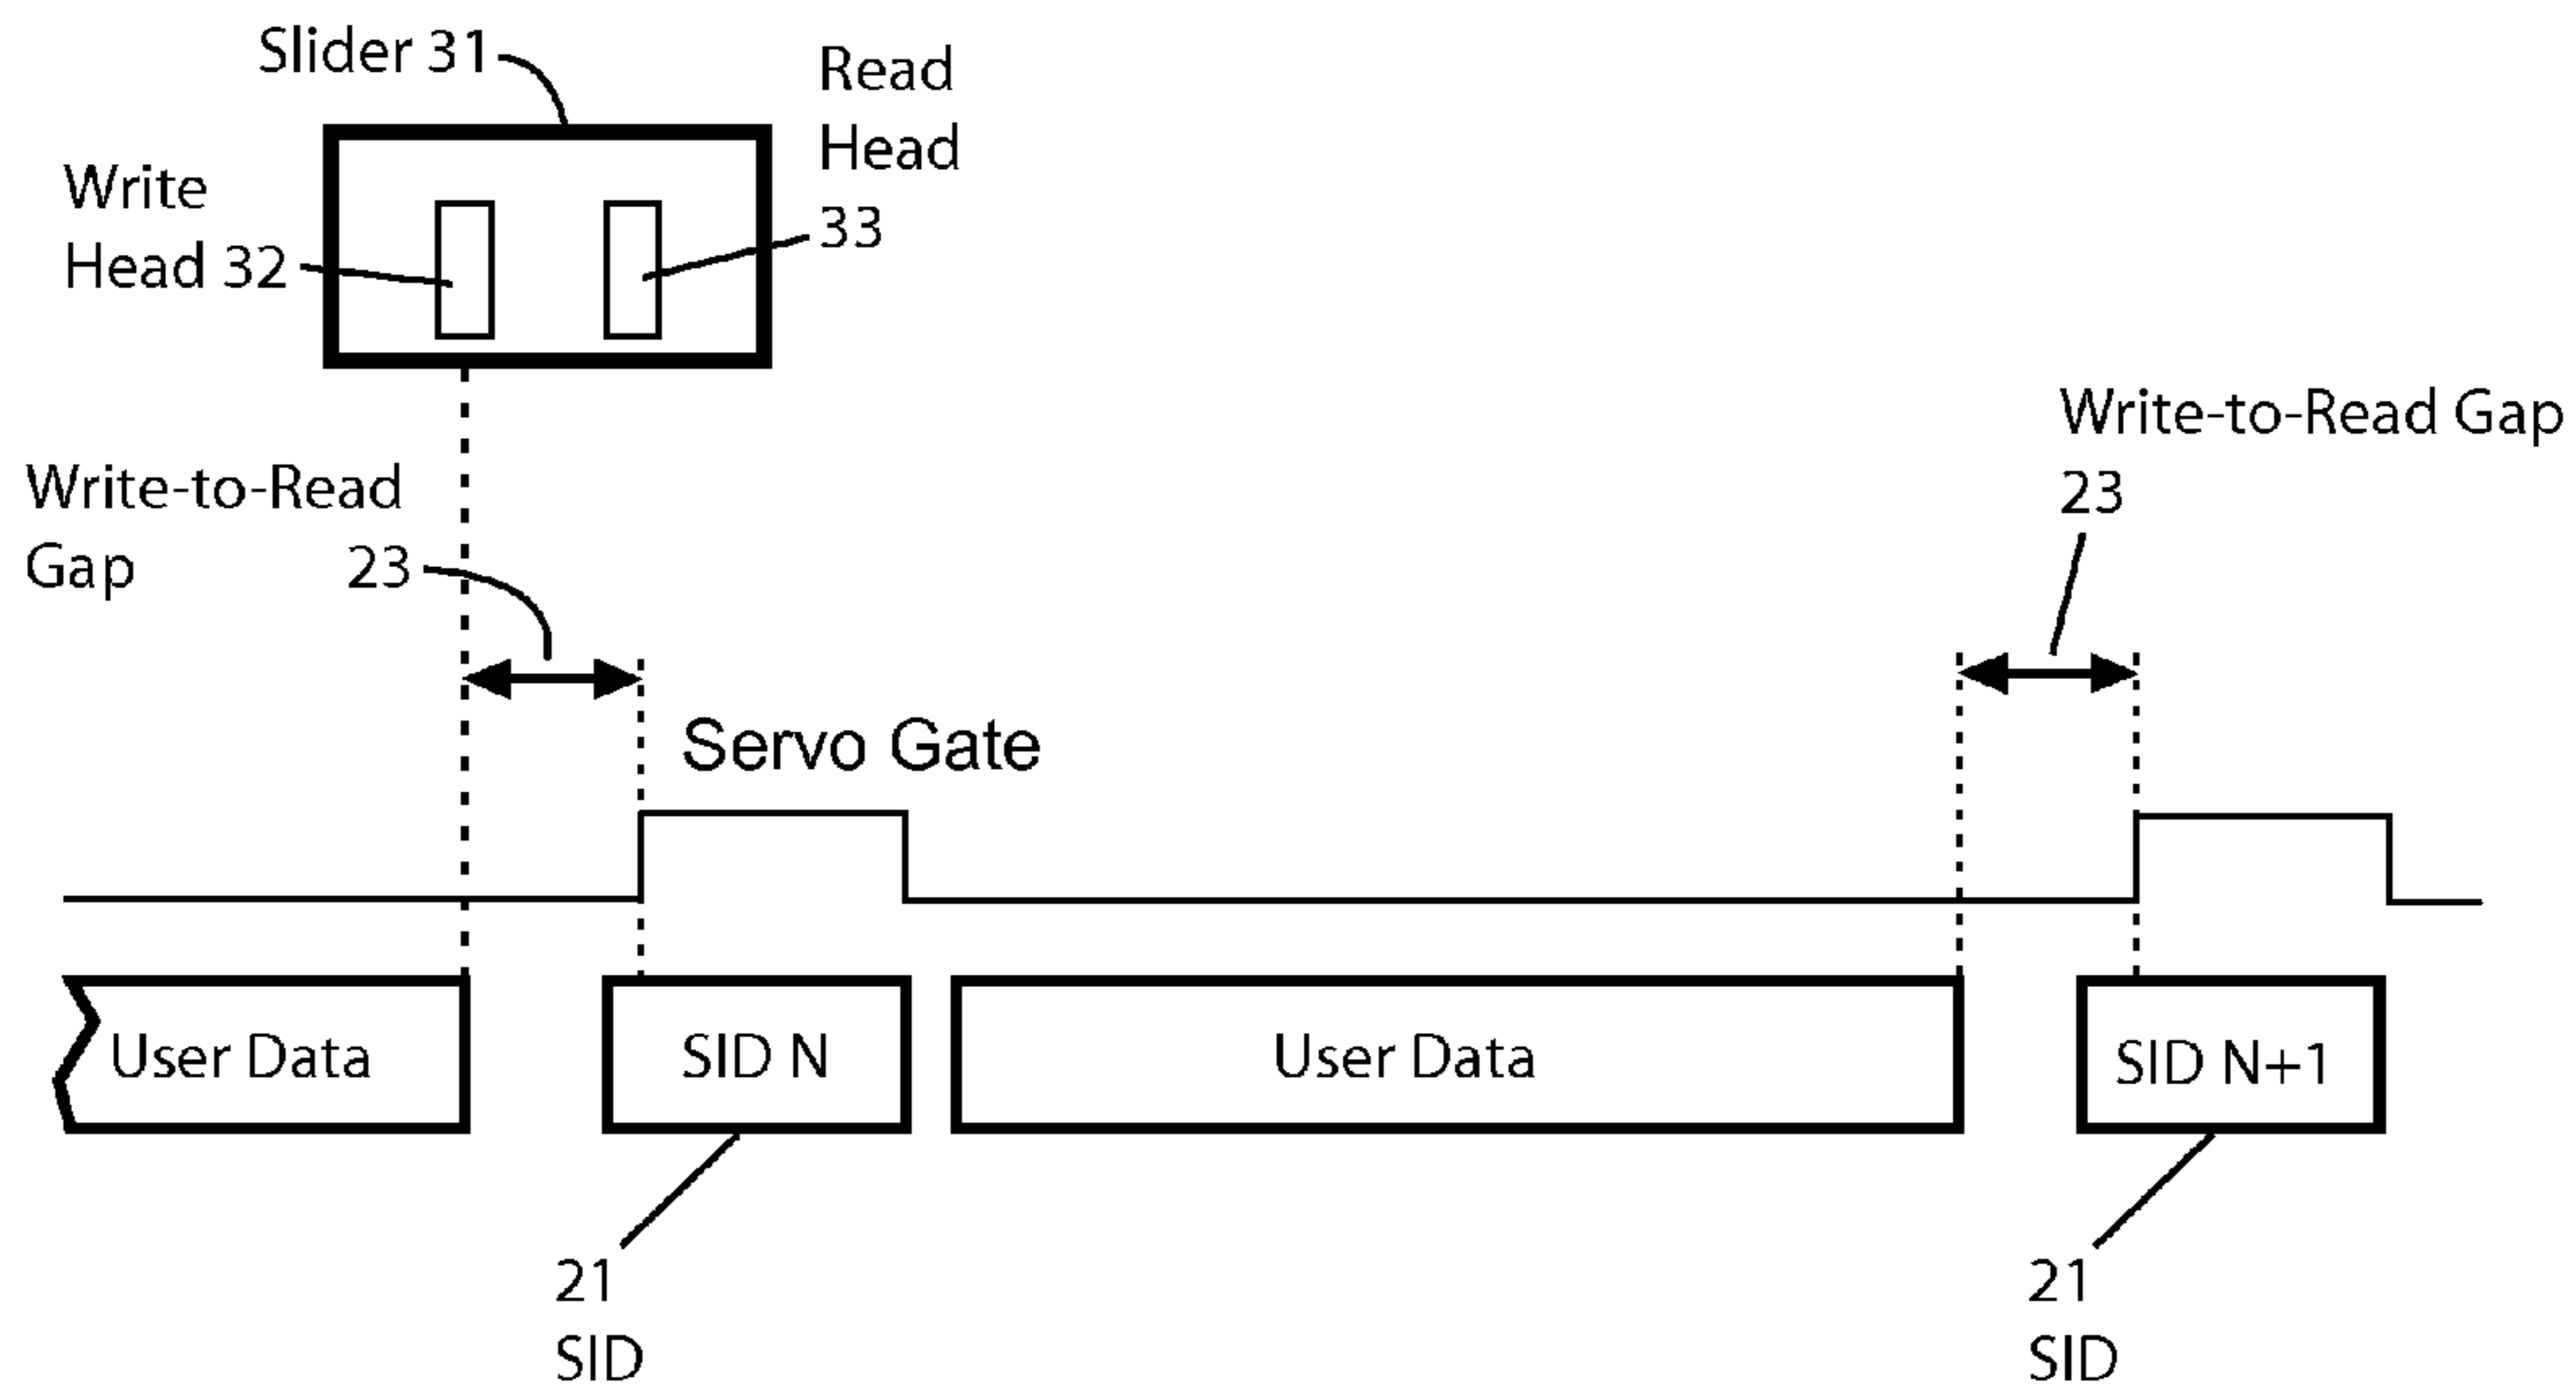 Slider 31
Read
Head
33
Write
Head 32
Write-to-Read Gap
23
Write-to-Read
Gap 23
Servo Gate
User Data
SID N
User Data
SID N+1
21
SID
21
SID